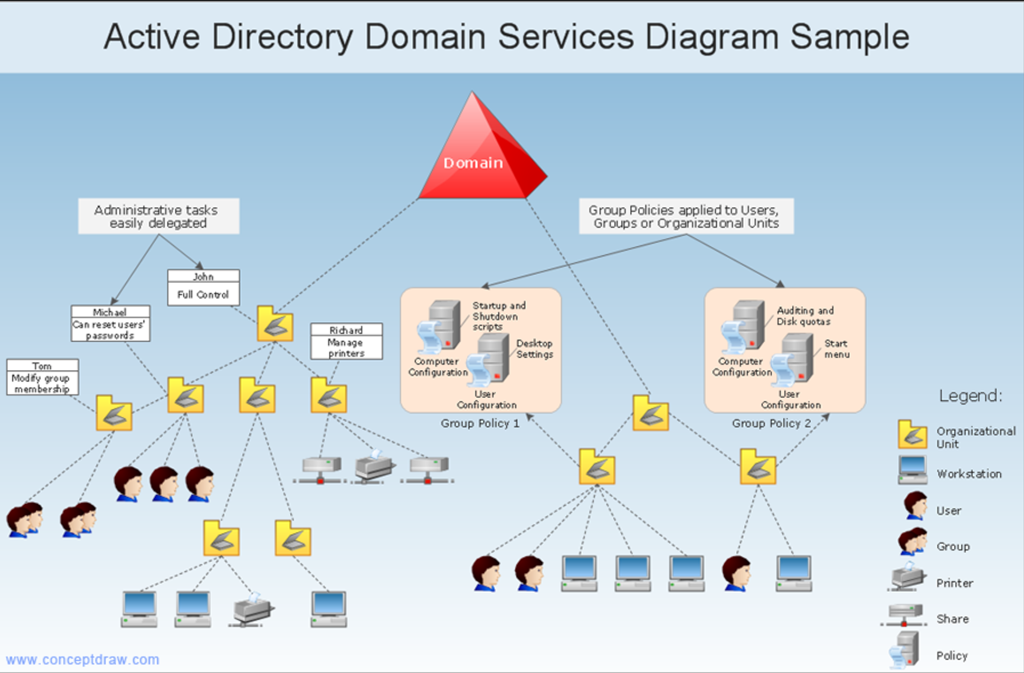 Active Directory Domain Services Diagram Sample
Domain
Administrative tasks
easily delegated
Group Policies applied to Users,
Groups or Organizational Units
John
Full Control
Michael
Can reset users'
passwords
Richard
Manage
printers
Tom
Modify group
membership
Startup and
Shutdown
scripts
Computer
Configuration
Desktop
Settings
User
Configuration
Group Policy 1
Auditing and
Disk quotas
Computer
Configuration
Start
menu
User
Configuration
Group Policy 2
Legend:
Organizational
Unit
Workstation
User
Group
Printer
Share
Policy
www.conceptdraw.com